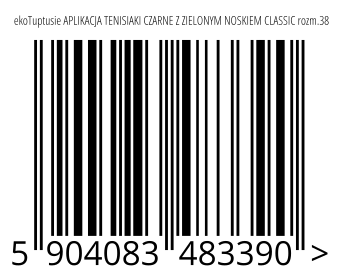 ekoTuptusie APLIKACJA TENISIAKI CZARNE Z ZIELONYM NOSKIEM CLASSIC rozm.38
5 904083 483390 >